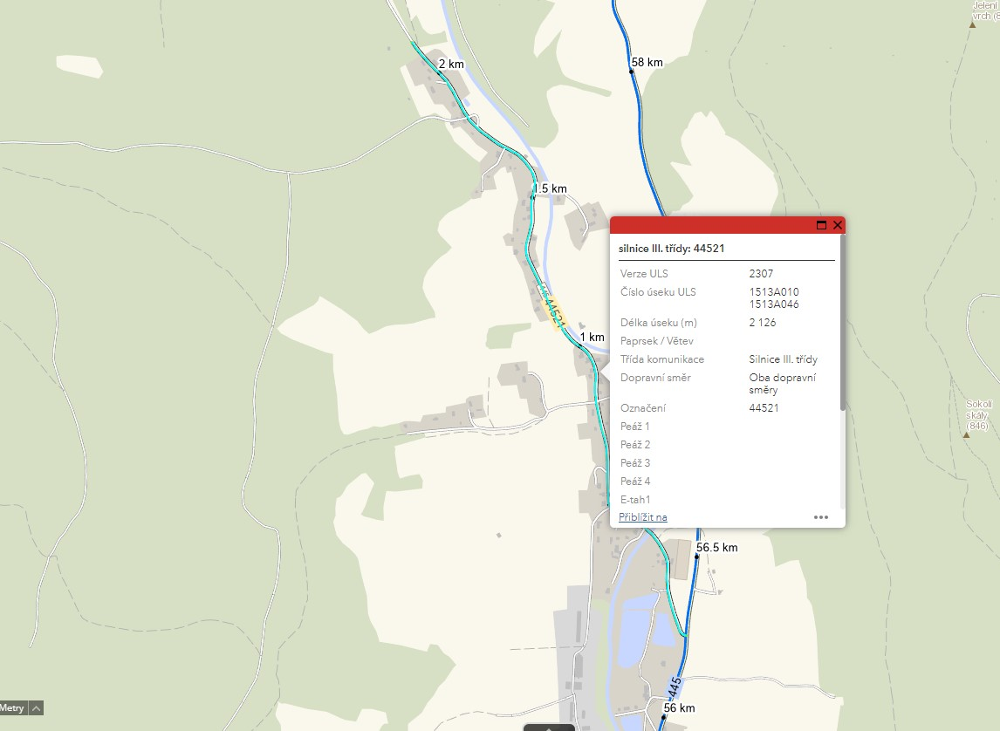 Jelení
vrch (8
58 km
2 km
1.5 km
silnice III. třídy: 44521
Verze ULS 2307
Číslo úseku ULS 1513A010
1513A046
44521
Délka úseku (m) 2 126
1 km
Paprsek / Větev
Třída komunikace Silnice III. třídy
Dopravní směr Oba dopravní
směry
Označení 44521
Sokolí
skály
(846)
Peáž 1
Peáž 2
Peáž 3
Peáž 4
E-tah1
Přiblížit na
56.5 km
445
Metry
56 km